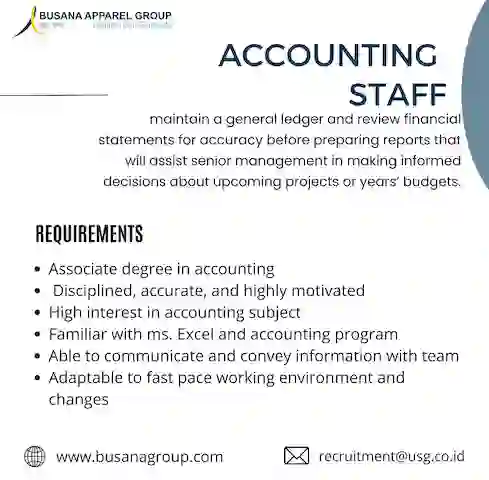 BUSANA APPAREL GROUP
ACCOUNTING
STAFF
maintain a general ledger and review financial
statements for accuracy before preparing reports that
will assist senior management in making informed
decisions about upcoming projects or years’ budgets.
REQUIREMENTS
• Associate degree in accounting
• Disciplined, accurate, and highly motivated
• High interest in accounting subject
• Familiar with ms. Excel and accounting program
• Able to communicate and convey information with team
• Adaptable to fast pace working environment and
changes
www.busanagroup.com
recruitment@usg.co.id